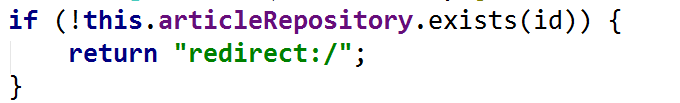 if (!this.articleRepository.exists(id)) {
    return "redirect:/";
}